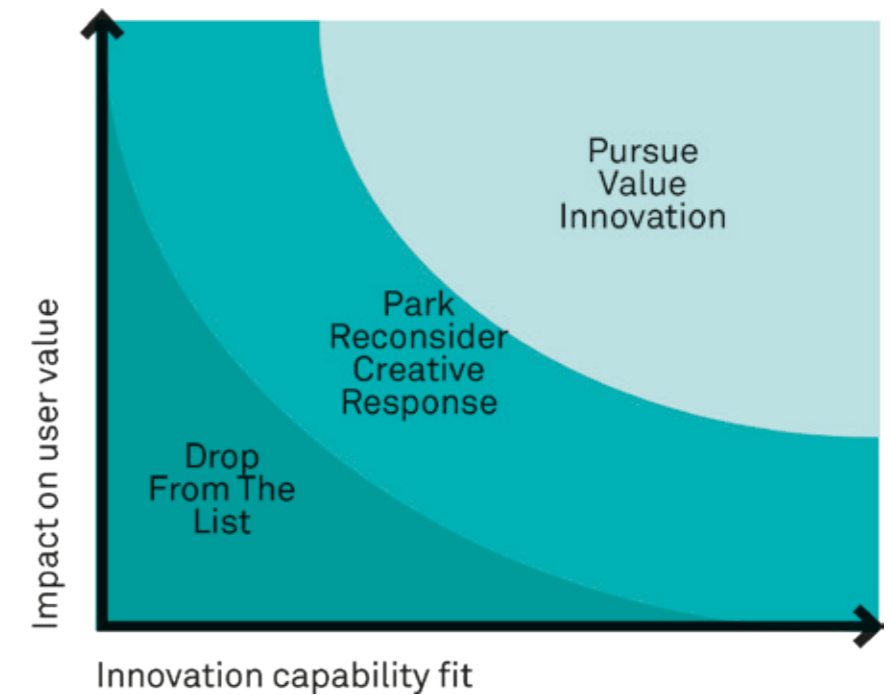 Pursue
Value
Innovation
Park
Reconsider
Creative
Response
Drop
From The
List
Impact on user value
Innovation capability fit